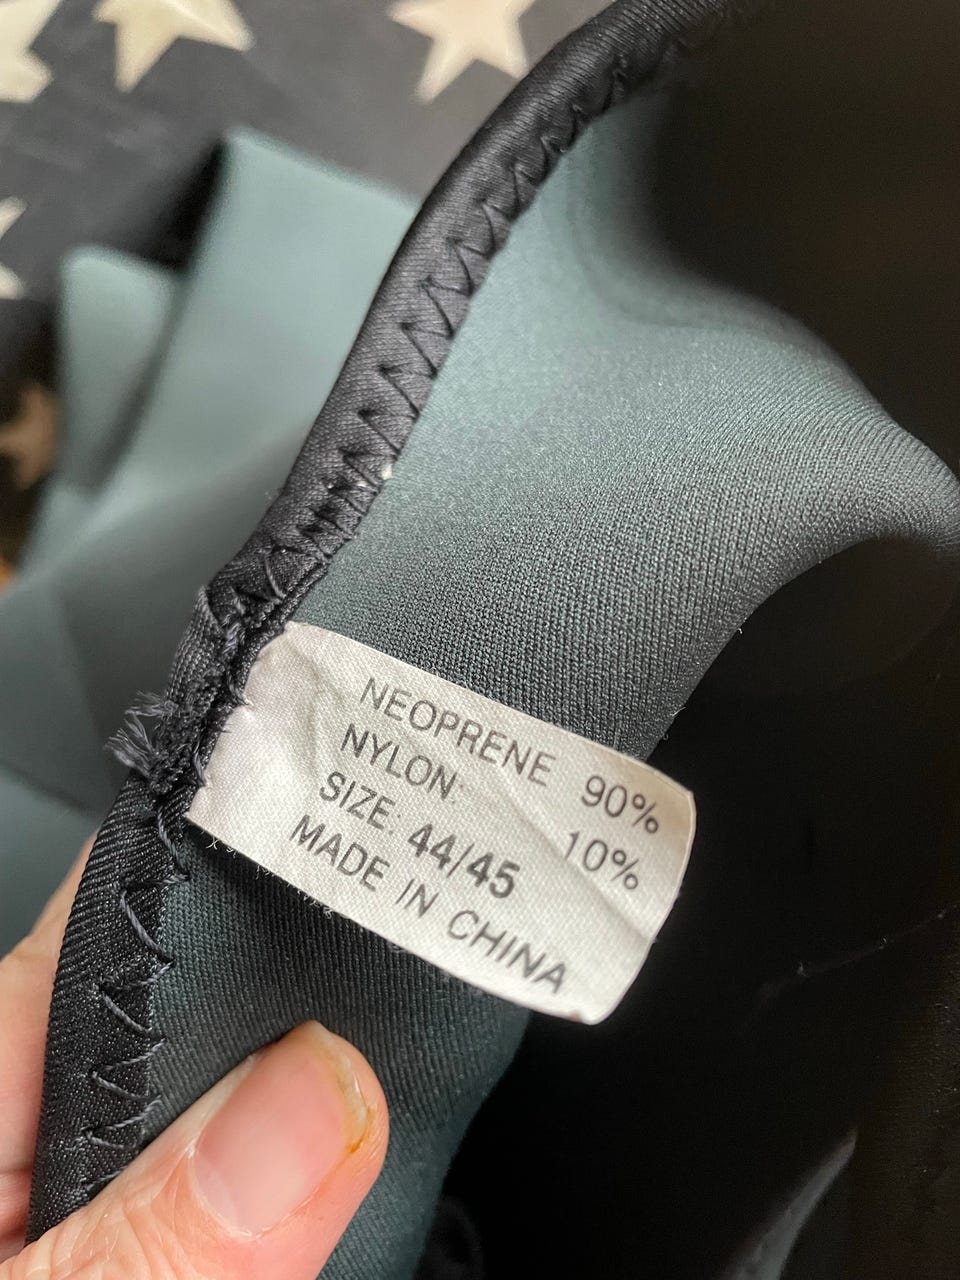 NEOPRENE 90%
NYLON: 10%
SIZE: 44/45
MADE IN CHINA